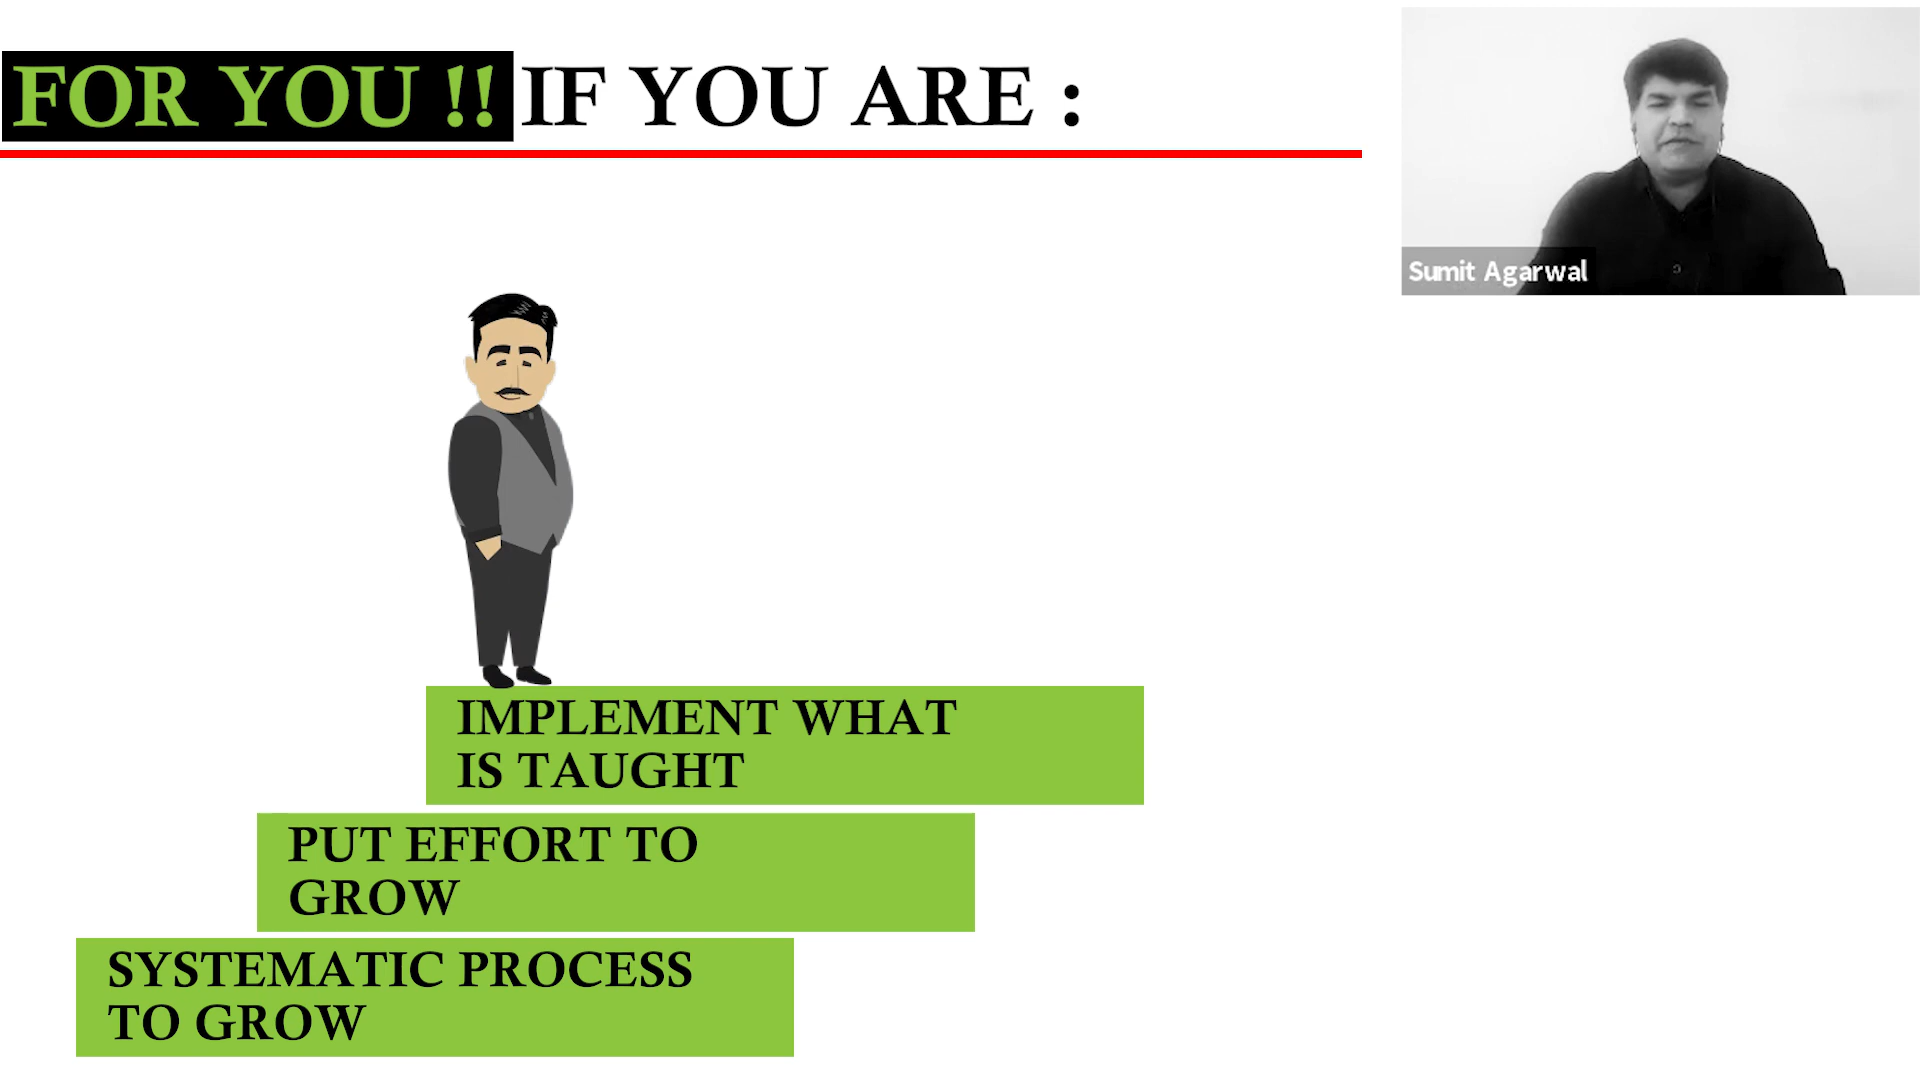 FOR YOU !! IF YOU ARE :
Sumit Agarwal
IMPLEMENT WHAT
IS TAUGHT
PUT EFFORT TO
GROW
SYSTEMATIC PROCESS
TO GROW